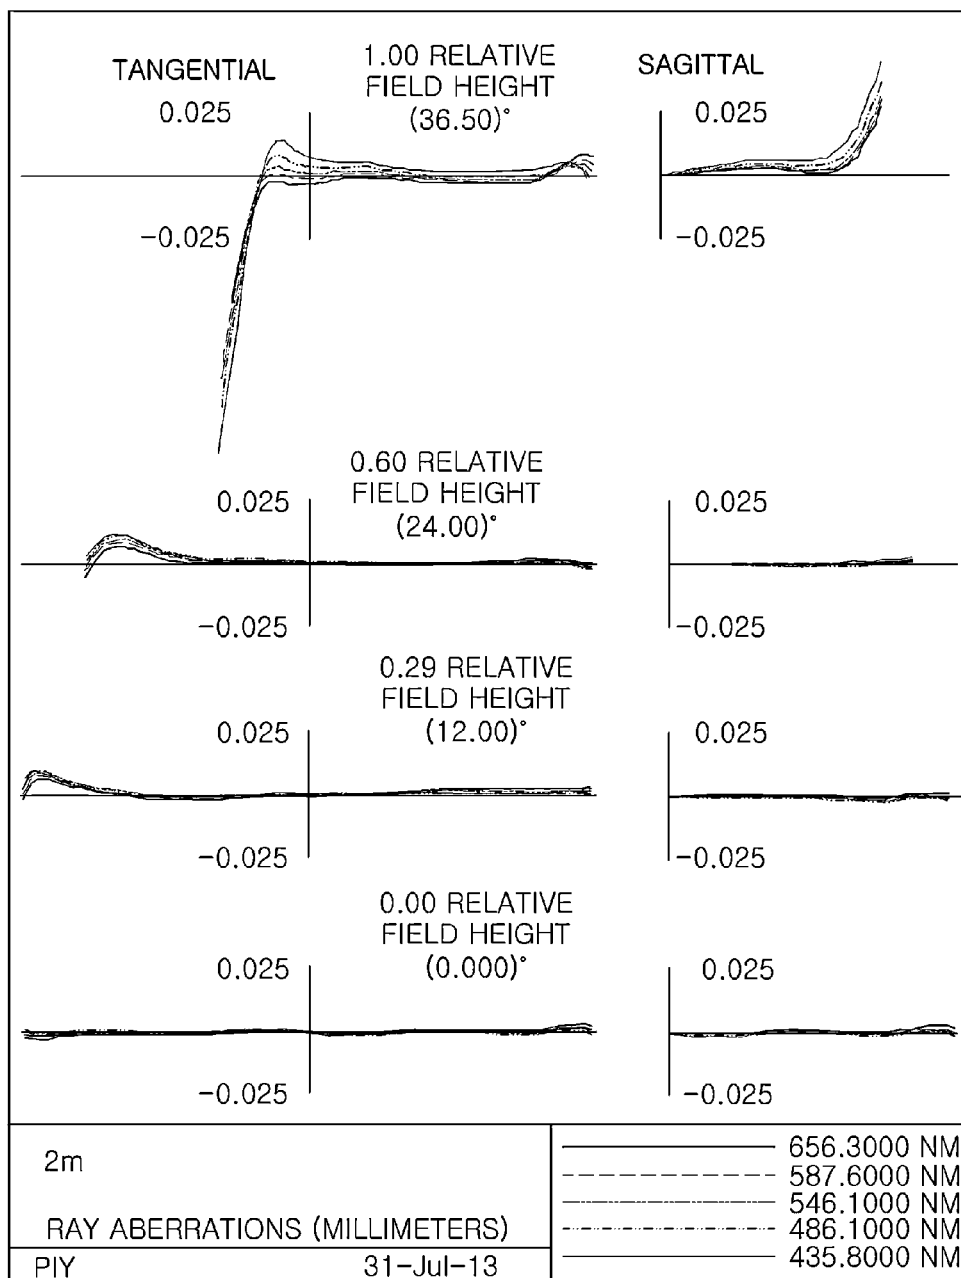 TANGENTIAL
1.00 RELATIVE
FIELD HEIGHT
(36.50)°
SAGITTAL
0.025
0.025
-0.025
-0.025
0.60 RELATIVE
FIELD HEIGHT
(24.00)°
0.025
0.025
-0.025
-0.025
0.29 RELATIVE
FIELD HEIGHT
(12.00)°
0.025
0.025
-0.025
-0.025
0.00 RELATIVE
FIELD HEIGHT
(0.000)°
0.025
0.025
-0.025
-0.025
2m
RAY ABERRATIONS (MILLIMETERS)
PIY 31-Jul-13
656.3000 NM
587.6000 NM
546.1000 NM
486.1000 NM
435.8000 NM